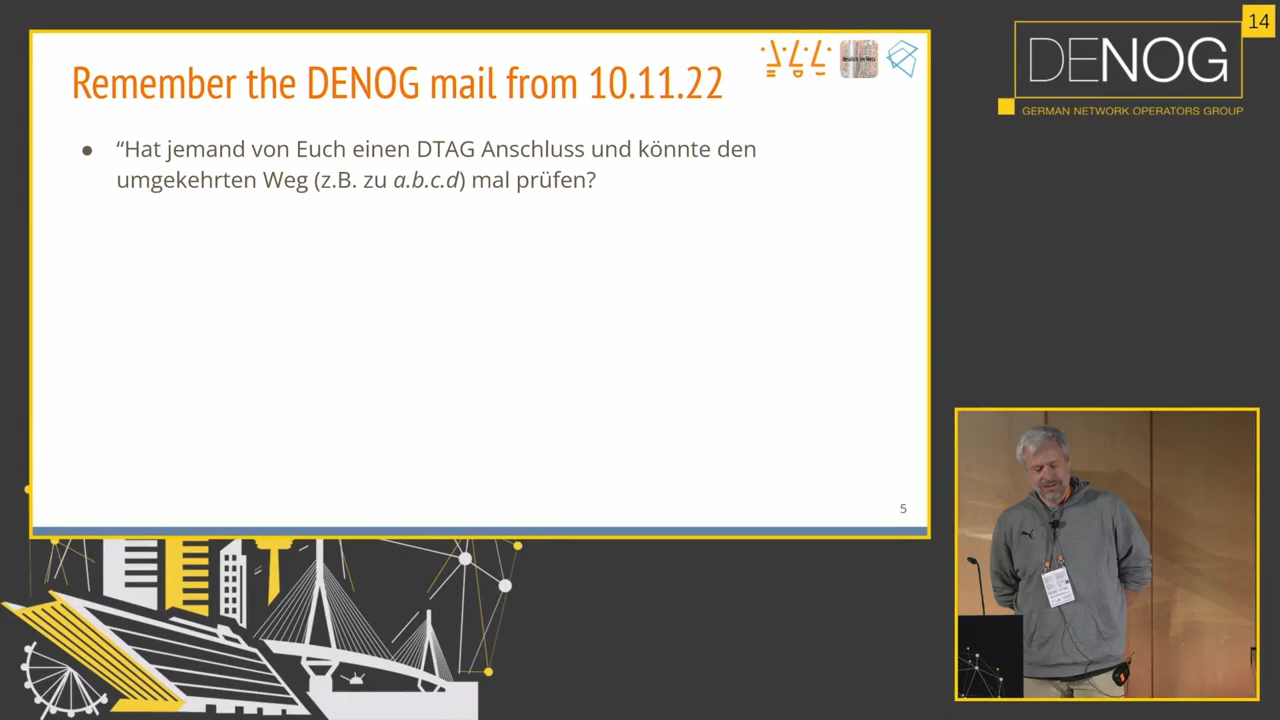 14
DENOG
GERMAN NETWORK OPERATORS GROUP
Remember the DENOG mail from 10.11.22
● “Hat jemand von Euch einen DTAG Anschluss und könnte den
umgekehrten Weg (z.B. zu a.b.c.d) mal prüfen?
5